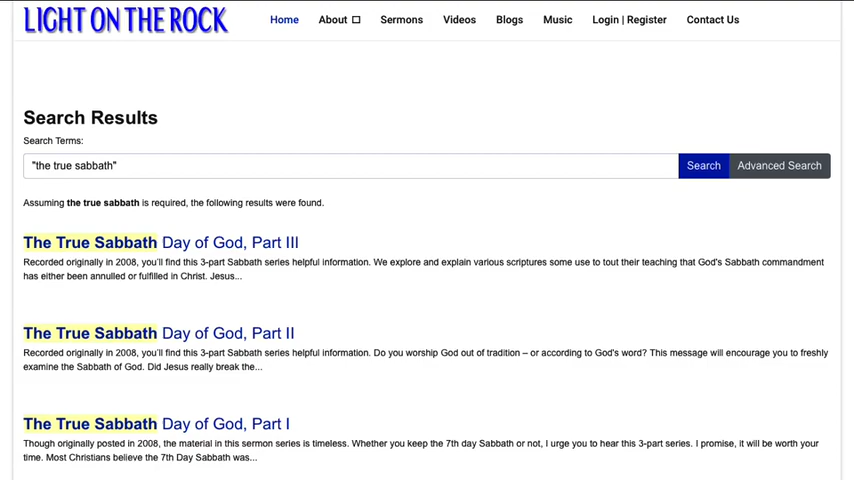 LIGHT ON THE ROCK
Home About Sermons Videos Blogs Music Login | Register Contact Us
Search Results
Search Terms:
"the true sabbath"
Search Advanced Search
Assuming the true sabbath is required, the following results were found.
The True Sabbath Day of God, Part III
Recorded originally in 2008, you'll find this 3-part Sabbath series helpful information. We explore and explain various scriptures some use to tout their teaching that God's Sabbath commandment
has either been annulled or fulfilled in Christ. Jesus...
The True Sabbath Day of God, Part II
Recorded originally in 2008, you'll find this 3-part Sabbath series helpful information. Do you worship God out of tradition – or according to God's word? This message will encourage you to freshly
examine the Sabbath of God. Did Jesus really break the...
The True Sabbath Day of God, Part I
Though originally posted in 2008, the material in this sermon series is timeless. Whether you keep the 7th day Sabbath or not, I urge you to hear this 3-part series. I promise, it will be worth your
time. Most Christians believe the 7th Day Sabbath was...